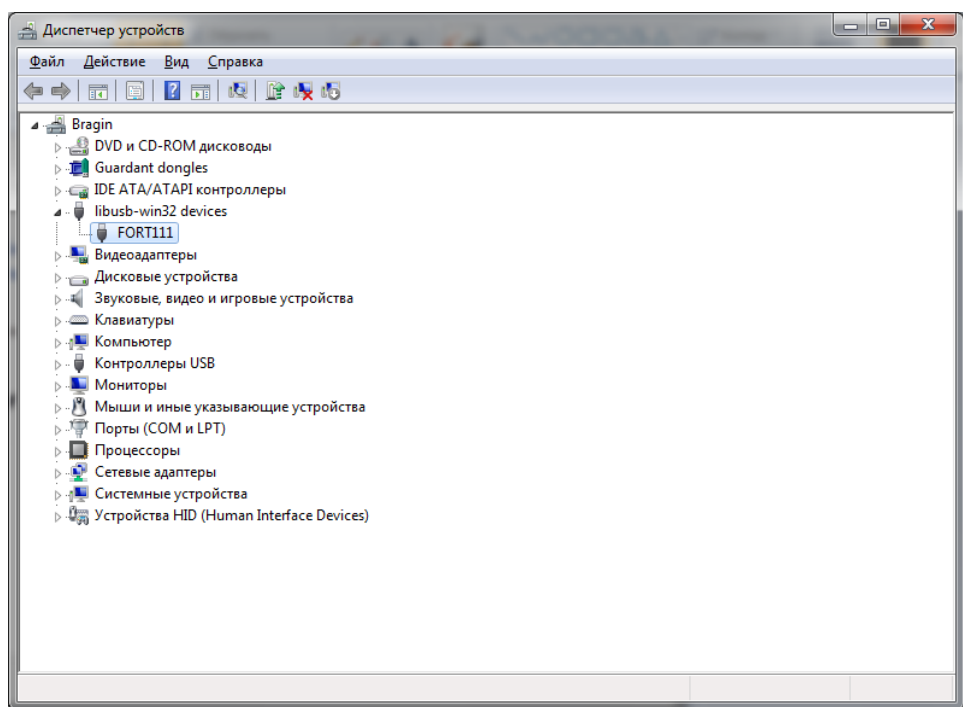 Диспетчер устройств
Файл Действие Вид Справка
Bragin
DVD и CD-ROM дисководы
Guardant dongles
IDE ATA/ATAPI контроллеры
libusb-win32 devices
FORT111
Видеоадаптеры
Дисковые устройства
Звуковые, видео и игровые устройства
Клавиатуры
Компьютер
Контроллеры USB
Мониторы
Мыши и иные указывающие устройства
Порты (COM и LPT)
Процессоры
Сетевые адаптеры
Системные устройства
Устройства HID (Human Interface Devices)